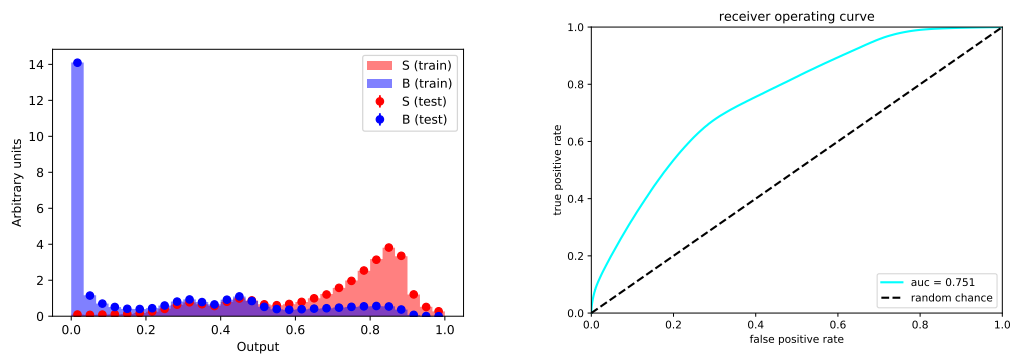 14
12
10
8
6
4
2
0
0.0 0.2 0.4 0.6 0.8 1.0
Output
Arbitrary units
S (train)
B (train)
S (test)
B (test)
receiver operating curve
1.0
0.8
0.6
0.4
0.2
0.0
0.0 0.2 0.4 0.6 0.8 1.0
false positive rate
true positive rate
auc = 0.751
random chance